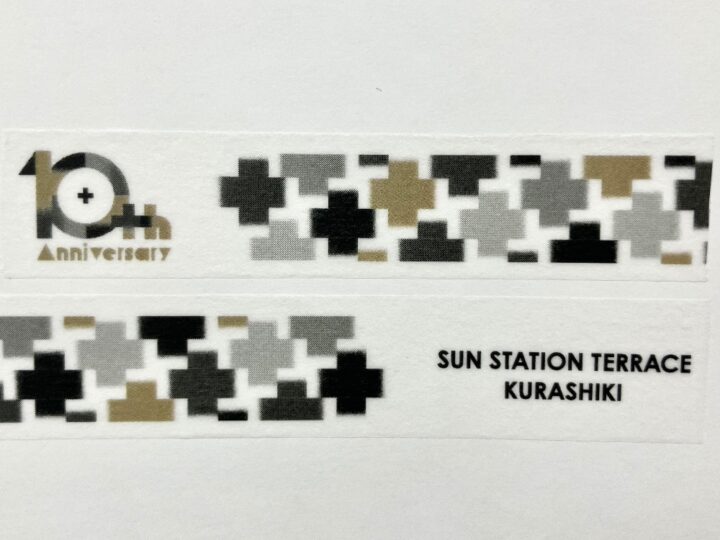 10th
Anniversary
SUN STATION TERRACE
KURASHIKI